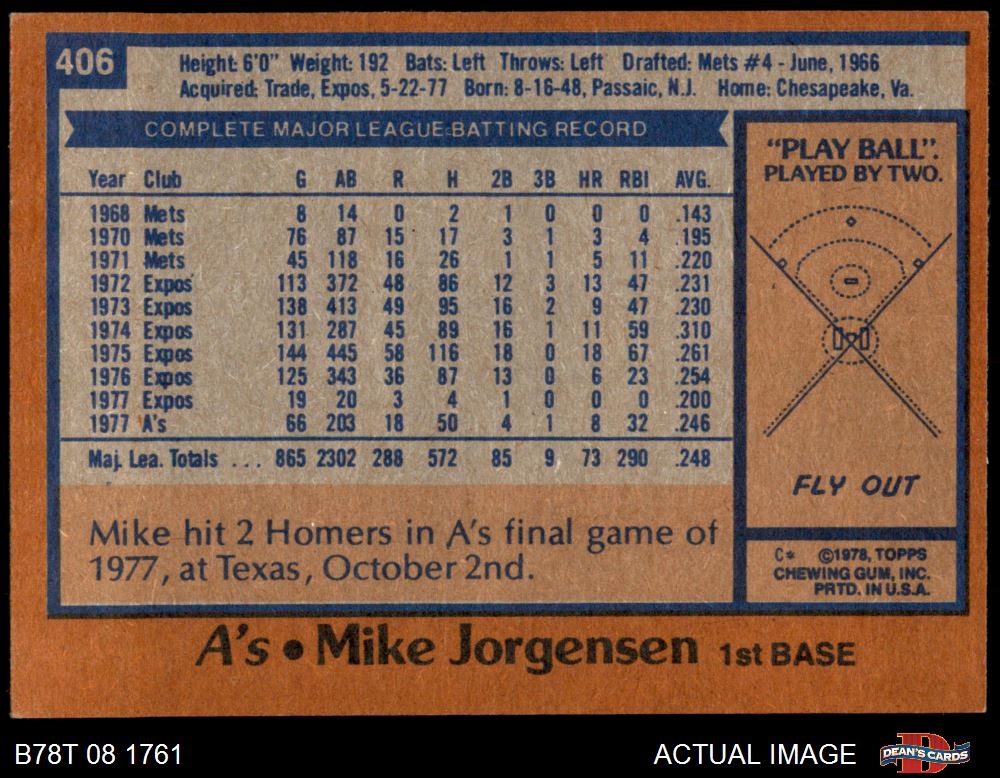 406
Height: 6'0" Weight: 192 Bats: Left Throws: Left Drafted: Mets #4 - June, 1966
Acquired: Trade, Expos, 5-22-77 Born: 8-16-48, Passaic, N.J. Home: Chesapeake, Va.
COMPLETE MAJOR LEAGUE BATTING RECORD
Year Club G AB R H 2B 3B HR RBI AVG.
1968 Mets 8 14 0 2 1 0 0 0 .143
1970 Mets 76 87 15 17 3 1 3 4 .195
1971 Mets 45 118 16 26 1 1 5 11 .220
1972 Expos 113 372 48 86 12 3 13 47 .231
1973 Expos 138 413 49 95 16 2 9 47 .230
1974 Expos 131 287 45 89 16 1 11 59 .310
1975 Expos 144 445 58 116 18 0 18 67 .261
1976 Expos 125 343 36 87 13 0 6 23 .254
1977 Expos 19 20 3 4 1 0 0 0 .200
1977 A's 66 203 18 50 4 1 8 32 .246
Maj. Lea. Totals ... 865 2302 288 572 85 9 73 290 .248
Mike hit 2 Homers in A's final game of
1977, at Texas, October 2nd.
"PLAY BALL".
PLAYED BY TWO.
FLY OUT
C* ©1978, TOPPS
CHEWING GUM, INC.
PRTD. IN U.S.A.
A's • Mike Jorgensen 1st BASE
B78T 08 1761
ACTUAL IMAGE
DEAN'S CARDS